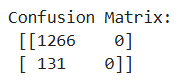 Confusion Matrix:
[[1266    0]
[ 131    0]]